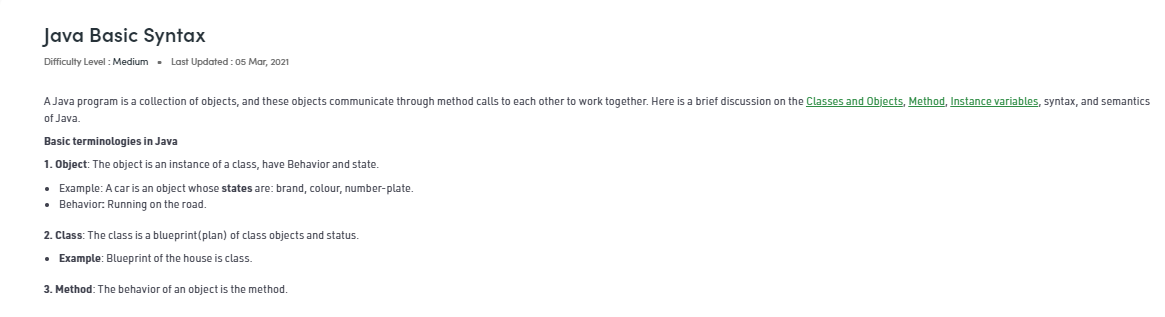 Java Basic Syntax
Difficulty Level : Medium • Last Updated : 05 Mar, 2021
A Java program is a collection of objects, and these objects communicate through method calls to each other to work together. Here is a brief discussion on the Classes and Objects, Method, Instance variables, syntax, and semantics
of Java.
Basic terminologies in Java
1. Object: The object is an instance of a class, have Behavior and state.
• Example: A car is an object whose states are: brand, colour, number-plate.
• Behavior: Running on the road.
2. Class: The class is a blueprint(plan) of class objects and status.
• Example: Blueprint of the house is class.
3. Method: The behavior of an object is the method.